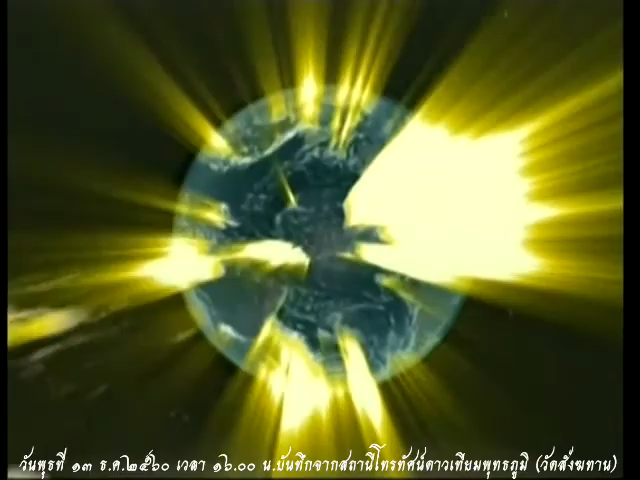 วันพุธที่ ๑๓ ธ.ค.๒๕๖๐ เวลา ๑๖.๐๐ น.บันทึกจากสถานีโทรทัศน์ดาวเทียมพุทธภูมิ (วัดสังฆทาน)